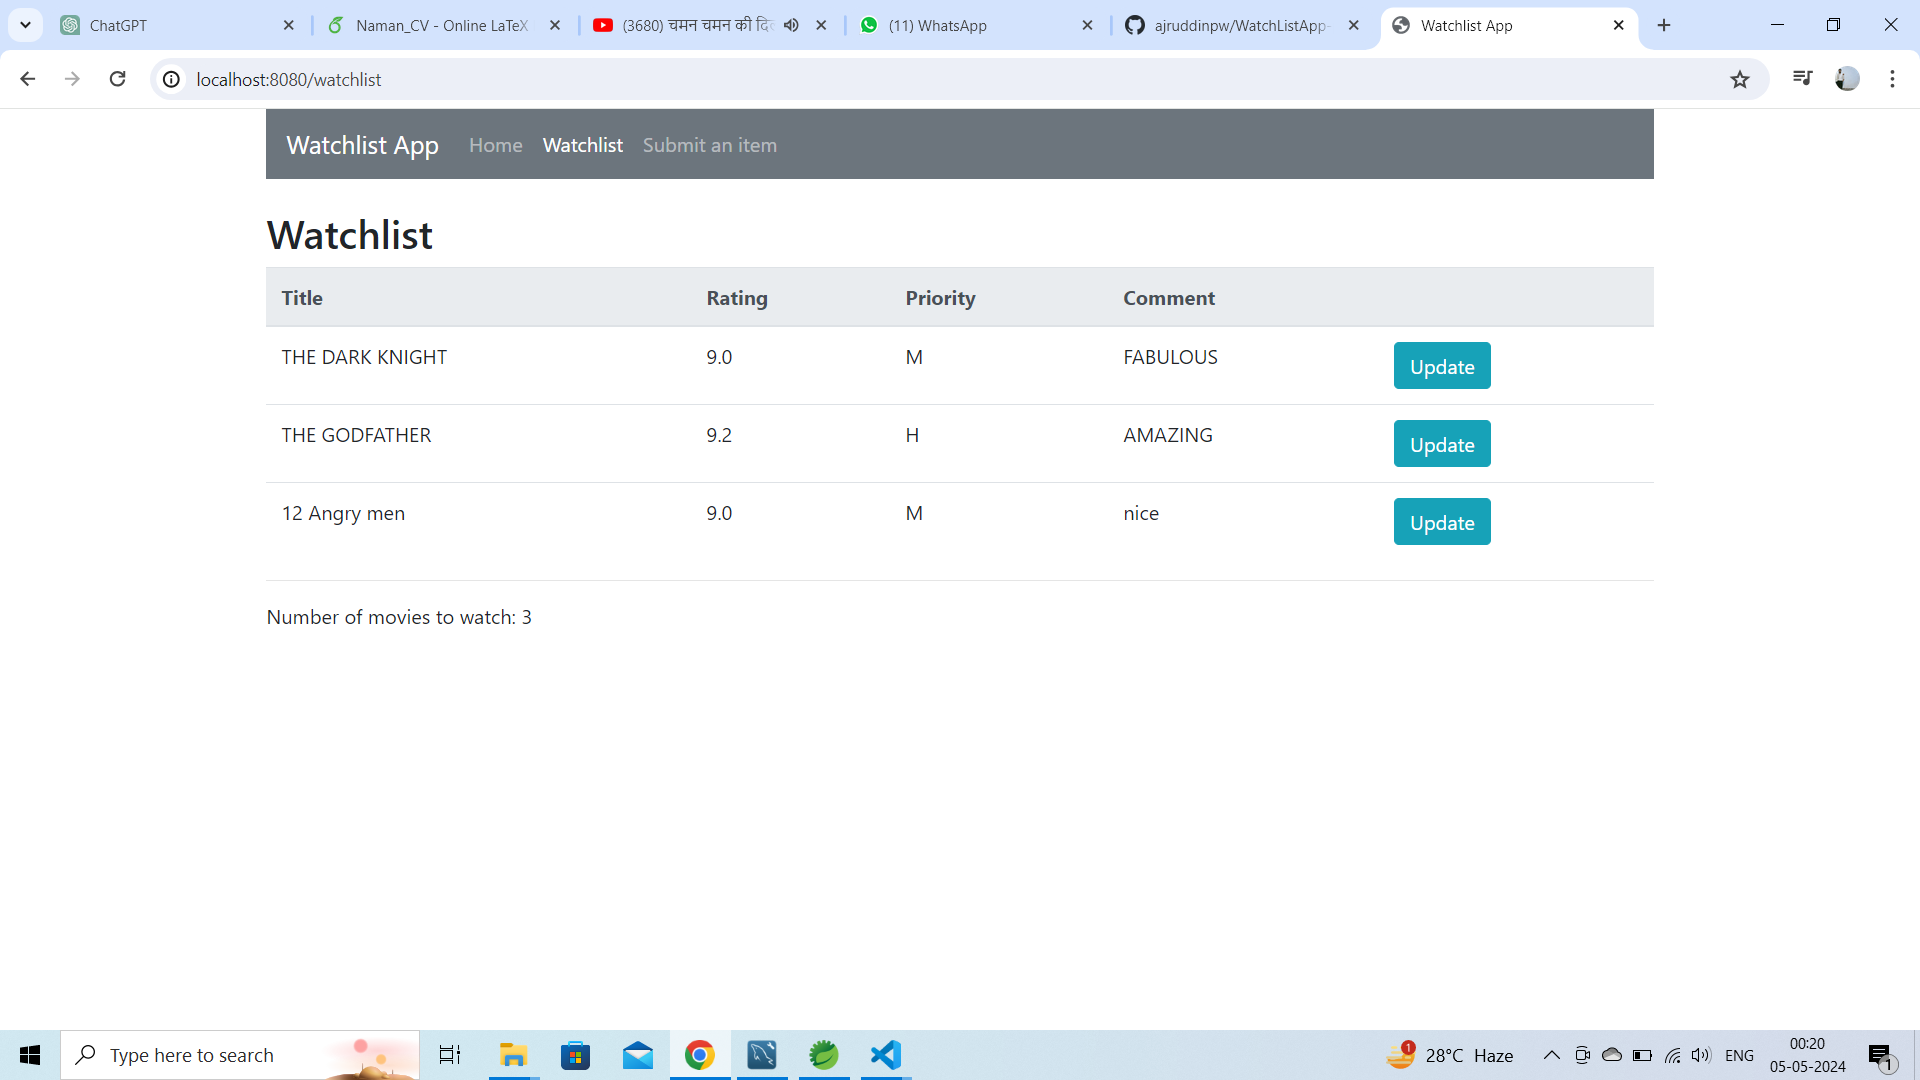 ChatGPT Naman_CV - Online LaTeX (3680) चमन चमन की (11) WhatsApp ajruddinpw/WatchListApp- Watchlist App
localhost:8080/watchlist
Watchlist App Home Watchlist Submit an item
Watchlist
Title Rating Priority Comment
THE DARK KNIGHT 9.0 M FABULOUS Update
THE GODFATHER 9.2 H AMAZING Update
12 Angry men 9.0 M nice Update
Number of movies to watch: 3
Type here to search 1 28°C Haze ENG 00:20
05-05-2024 1